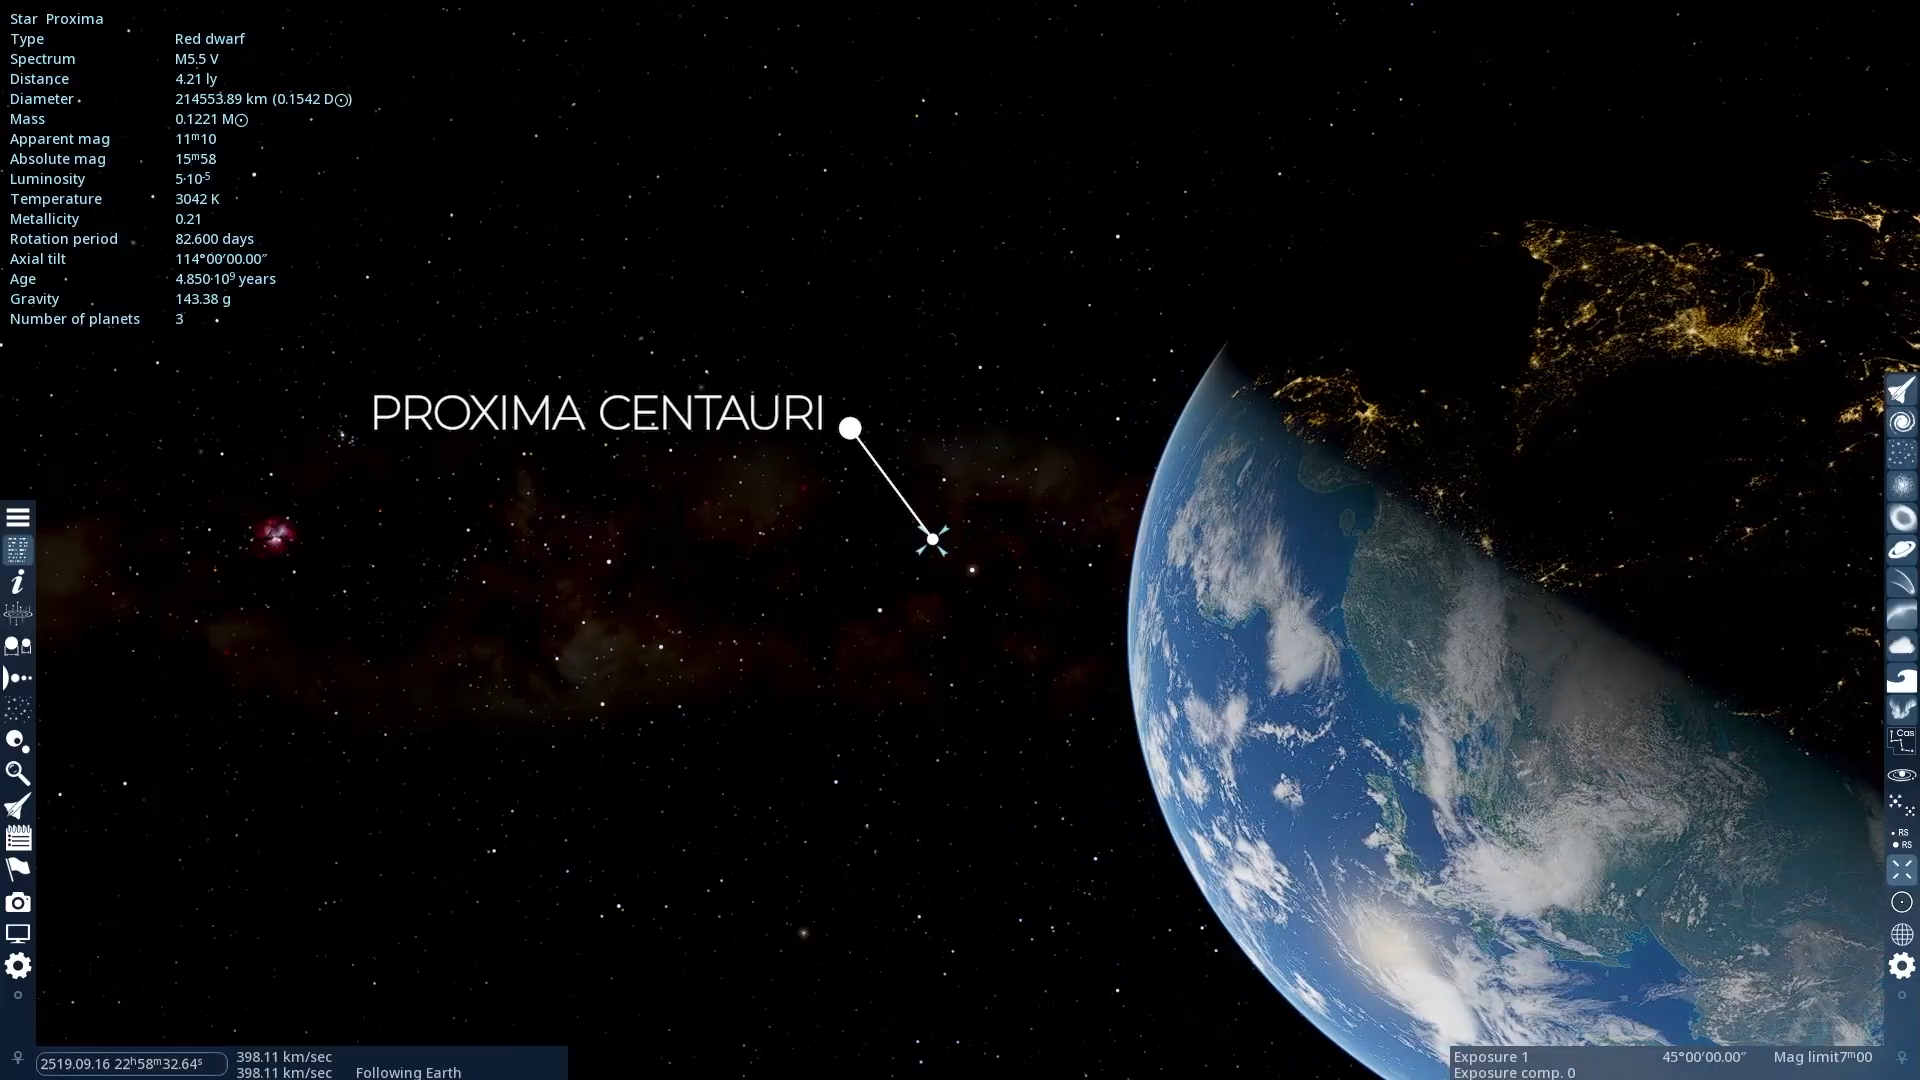 Star Proxima
Type Red dwarf
Spectrum M5.5 V
Distance 4.21 ly
Diameter 214553.89 km (0.1542 D☉)
Mass 0.1221 M☉
Apparent mag 11ᵐ10
Absolute mag 15ᵐ58
Luminosity 5·10⁻⁵
Temperature 3042 K
Metallicity 0.21
Rotation period 82.600 days
Axial tilt 114°00′00.00″
Age 4.850·10⁹ years
Gravity 143.38 g
Number of planets 3
PROXIMA CENTAURI
Cas
RS
RS
2519.09.16 22ʰ58ᵐ32.64ˢ
398.11 km/sec
398.11 km/sec Following Earth
Exposure 1 45°00′00.00″ Mag limit7ᵐ00
Exposure comp. 0